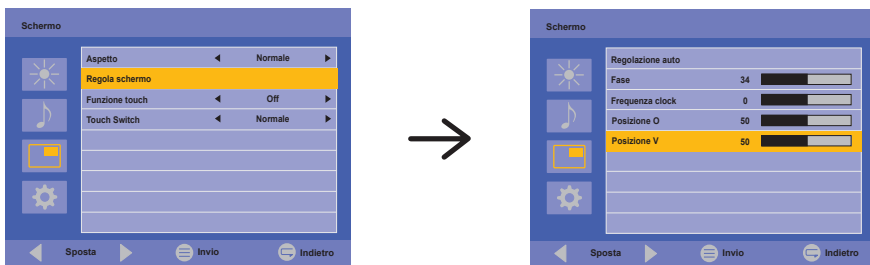 Schermo
Aspetto Normale
Regola schermo
Funzione touch Off
Touch Switch Normale
Sposta Invio Indietro
Schermo
Regolazione auto
Fase 34
Frequenza clock 0
Posizione O 50
Posizione V 50
Sposta Invio Indietro